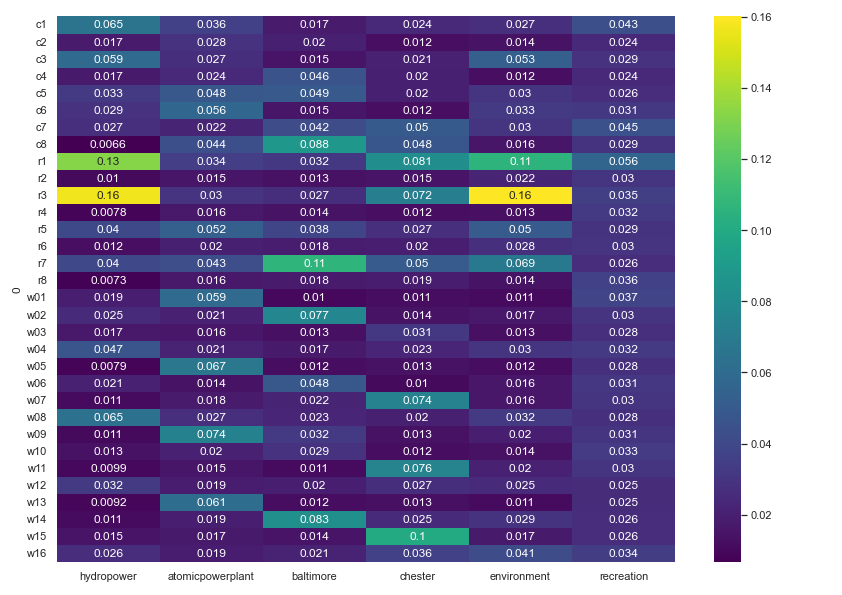 c1 0.065 0.036 0.017 0.024 0.027 0.043
c2 0.017 0.028 0.02 0.012 0.014 0.024
c3 0.059 0.027 0.015 0.021 0.053 0.029
c4 0.017 0.024 0.046 0.02 0.012 0.024
c5 0.033 0.048 0.049 0.02 0.03 0.026
c6 0.029 0.056 0.015 0.012 0.033 0.031
c7 0.027 0.022 0.042 0.05 0.03 0.045
c8 0.0066 0.044 0.088 0.048 0.016 0.029
r1 0.13 0.034 0.032 0.081 0.11 0.056
r2 0.01 0.015 0.013 0.015 0.022 0.03
r3 0.16 0.03 0.027 0.072 0.16 0.035
r4 0.0078 0.016 0.014 0.012 0.013 0.032
r5 0.04 0.052 0.038 0.027 0.05 0.029
r6 0.012 0.02 0.018 0.02 0.028 0.03
r7 0.04 0.043 0.11 0.05 0.069 0.026
r8 0.0073 0.016 0.018 0.019 0.014 0.036
0
w01 0.019 0.059 0.01 0.011 0.011 0.037
w02 0.025 0.021 0.077 0.014 0.017 0.03
w03 0.017 0.016 0.013 0.031 0.013 0.028
w04 0.047 0.021 0.017 0.023 0.03 0.032
w05 0.0079 0.067 0.012 0.013 0.012 0.028
w06 0.021 0.014 0.048 0.01 0.016 0.031
w07 0.011 0.018 0.022 0.074 0.016 0.03
w08 0.065 0.027 0.023 0.02 0.032 0.028
w09 0.011 0.074 0.032 0.013 0.02 0.031
w10 0.013 0.02 0.029 0.012 0.014 0.033
w11 0.0099 0.015 0.011 0.076 0.02 0.03
w12 0.032 0.019 0.02 0.027 0.025 0.025
w13 0.0092 0.061 0.012 0.013 0.011 0.025
w14 0.011 0.019 0.083 0.025 0.029 0.026
w15 0.015 0.017 0.014 0.1 0.017 0.026
w16 0.026 0.019 0.021 0.036 0.041 0.034
hydropower atomicpowerplant baltimore chester environment recreation
0.16
0.14
0.12
0.10
0.08
0.06
0.04
0.02